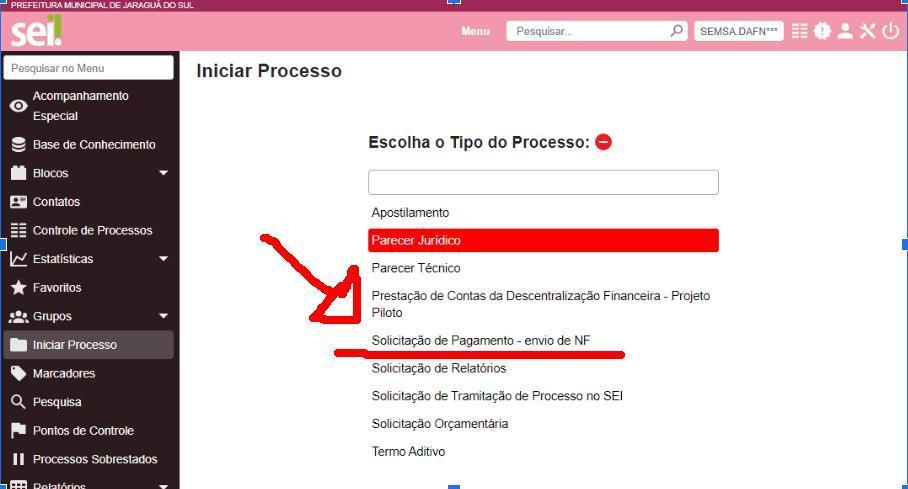 PREFEITURA MUNICIPAL DE JARAGUÁ DO SUL
sei!
Menu
Pesquisar...
SEMSA.DAFN***
Pesquisar no Menu
Acompanhamento
Especial
Base de Conhecimento
Blocos
Contatos
Controle de Processos
Estatísticas
Favoritos
Grupos
Iniciar Processo
Marcadores
Pesquisa
Pontos de Controle
Processos Sobrestados
Relatórios
Iniciar Processo
Escolha o Tipo do Processo:
Apostilamento
Parecer Jurídico
Parecer Técnico
Prestação de Contas da Descentralização Financeira - Projeto
Piloto
Solicitação de Pagamento - envio de NF
Solicitação de Relatórios
Solicitação de Tramitação de Processo no SEI
Solicitação Orçamentária
Termo Aditivo